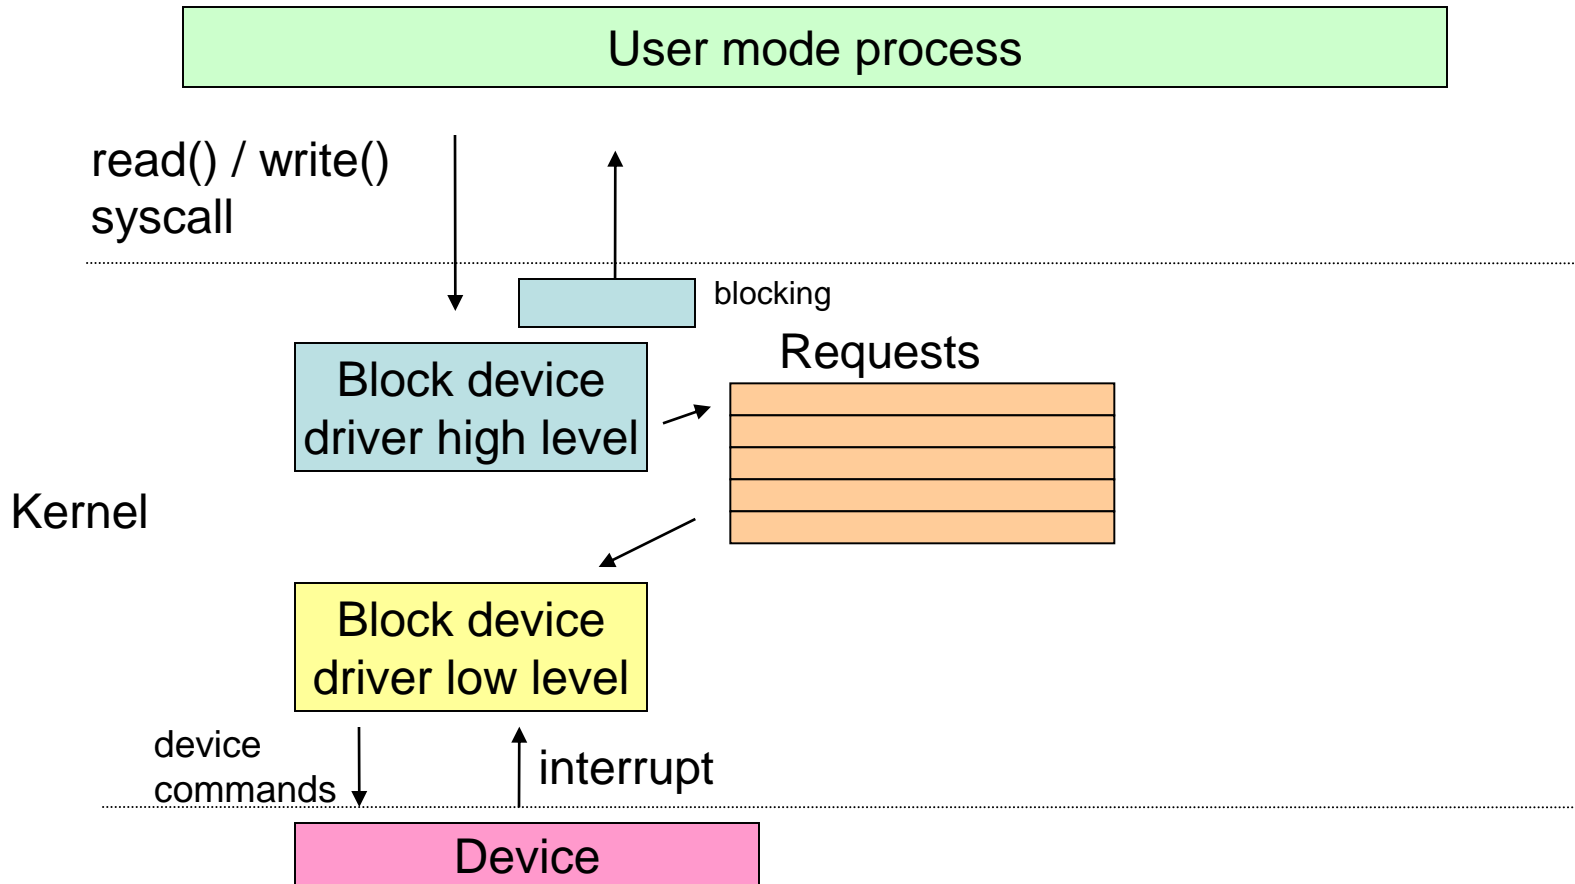 User mode process
read() / write()
syscall
blocking
Requests
Block device
driver high level
Kernel
Block device
driver low level
device
commands
interrupt
Device